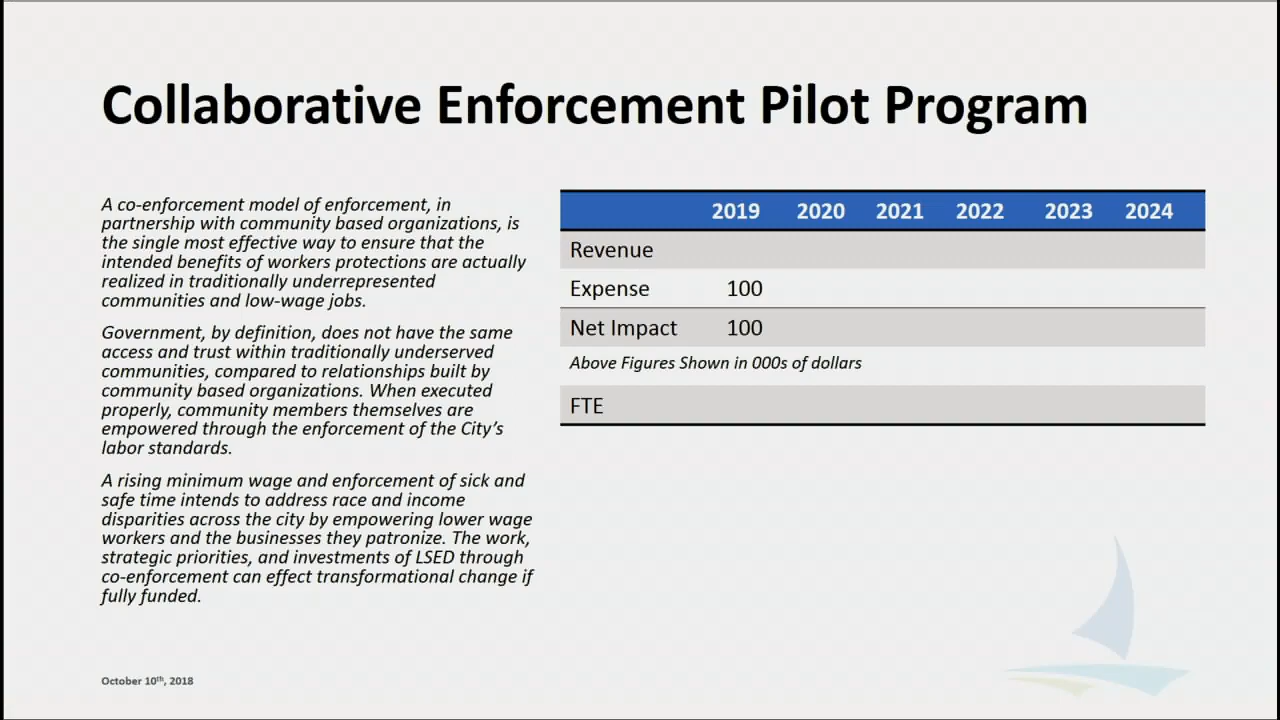 Collaborative Enforcement Pilot Program
A co-enforcement model of enforcement, in
partnership with community based organizations, is
the single most effective way to ensure that the
intended benefits of workers protections are actually
realized in traditionally underrepresented
communities and low-wage jobs.
Government, by definition, does not have the same
access and trust within traditionally underserved
communities, compared to relationships built by
community based organizations. When executed
properly, community members themselves are
empowered through the enforcement of the City’s
labor standards.
A rising minimum wage and enforcement of sick and
safe time intends to address race and income
disparities across the city by empowering lower wage
workers and the businesses they patronize. The work,
strategic priorities, and investments of LSED through
co-enforcement can effect transformational change if
fully funded.
2019 2020 2021 2022 2023 2024
Revenue
Expense 100
Net Impact 100
Above Figures Shown in 000s of dollars
FTE
October 10th, 2018